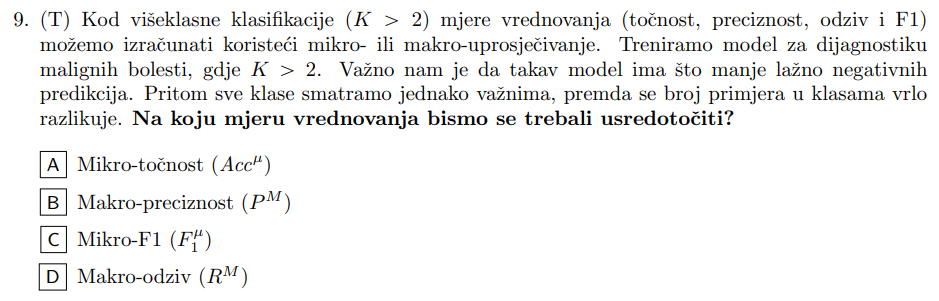 9. (T) Kod višeklasne klasifikacije (K > 2) mjere vrednovanja (točnost, preciznost, odziv i F1)
možemo izračunati koristeći mikro- ili makro-uprosječivanje. Treniramo model za dijagnostiku
malignih bolesti, gdje K > 2. Važno nam je da takav model ima što manje lažno negativnih
predikcija. Pritom sve klase smatramo jednako važnima, premda se broj primjera u klasama vrlo
razlikuje. Na koju mjeru vrednovanja bismo se trebali usredotočiti?
A Mikro-točnost (Acc^μ)
B Makro-preciznost (P^M)
C Mikro-F1 (F_1^μ)
D Makro-odziv (R^M)